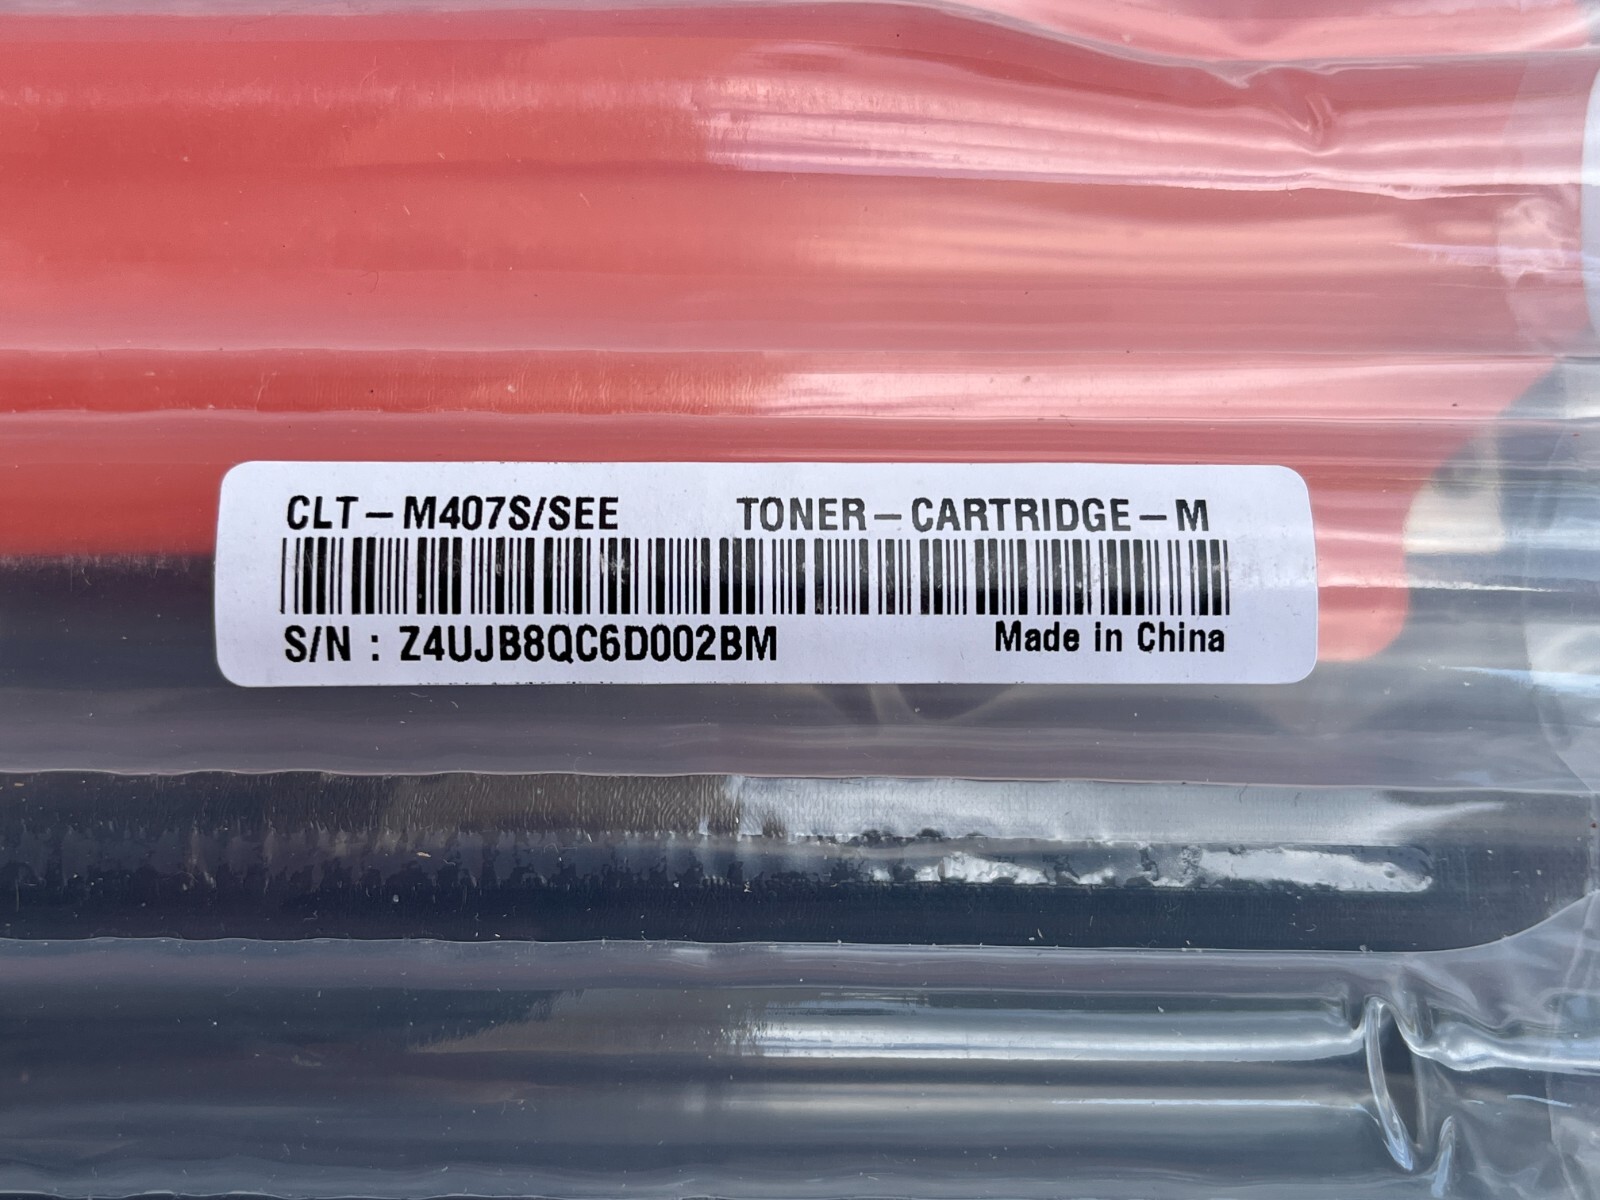 CLT-M407S/SEE TONER-CARTRIDGE-M
S/N : Z4UJB8QC6D002BM Made in China